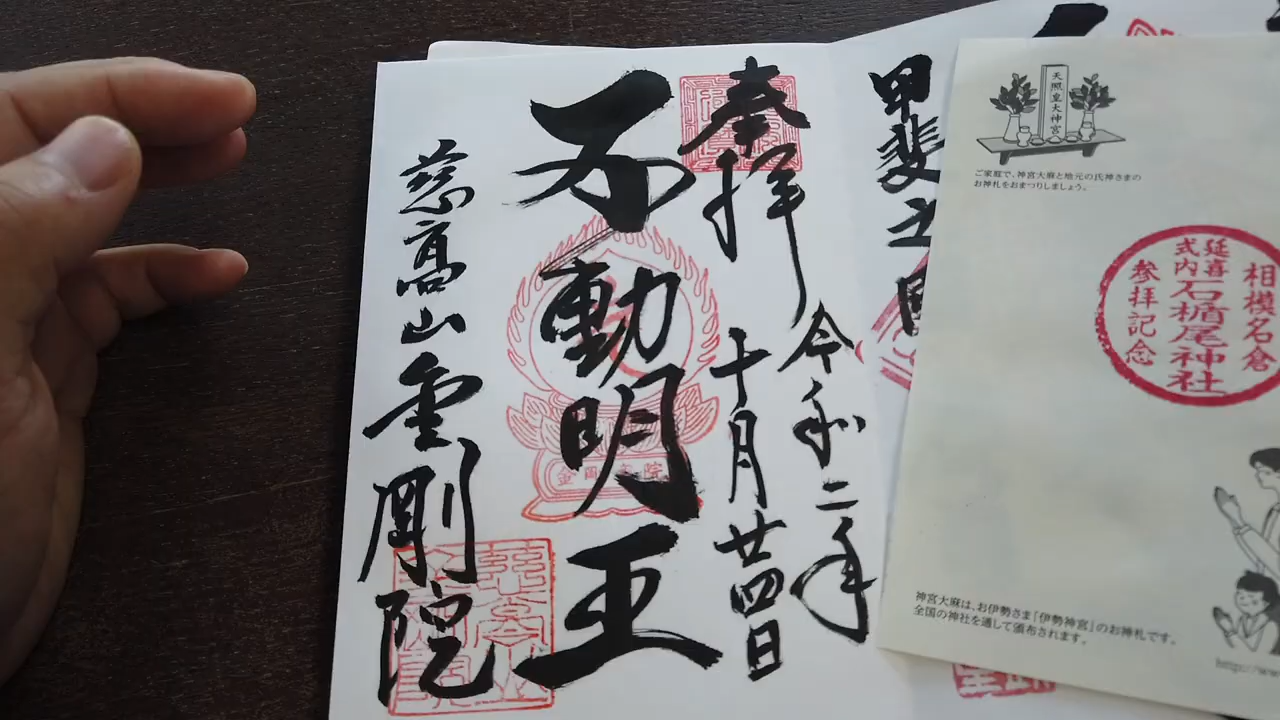 甲斐之國
奉拝
令和二年
十月廿四日
不動明王
慈高山金剛院
天照皇大神宮
ご家庭で、神宮大麻と地元の氏神さまの
お神札をおまつりしましょう。
相模名倉
延喜
式内
石楯尾神社
参拝記念
神宮大麻は、お伊勢さま「伊勢神宮」のお神札です。
全国の神社を通して頒布されます。
http://ww